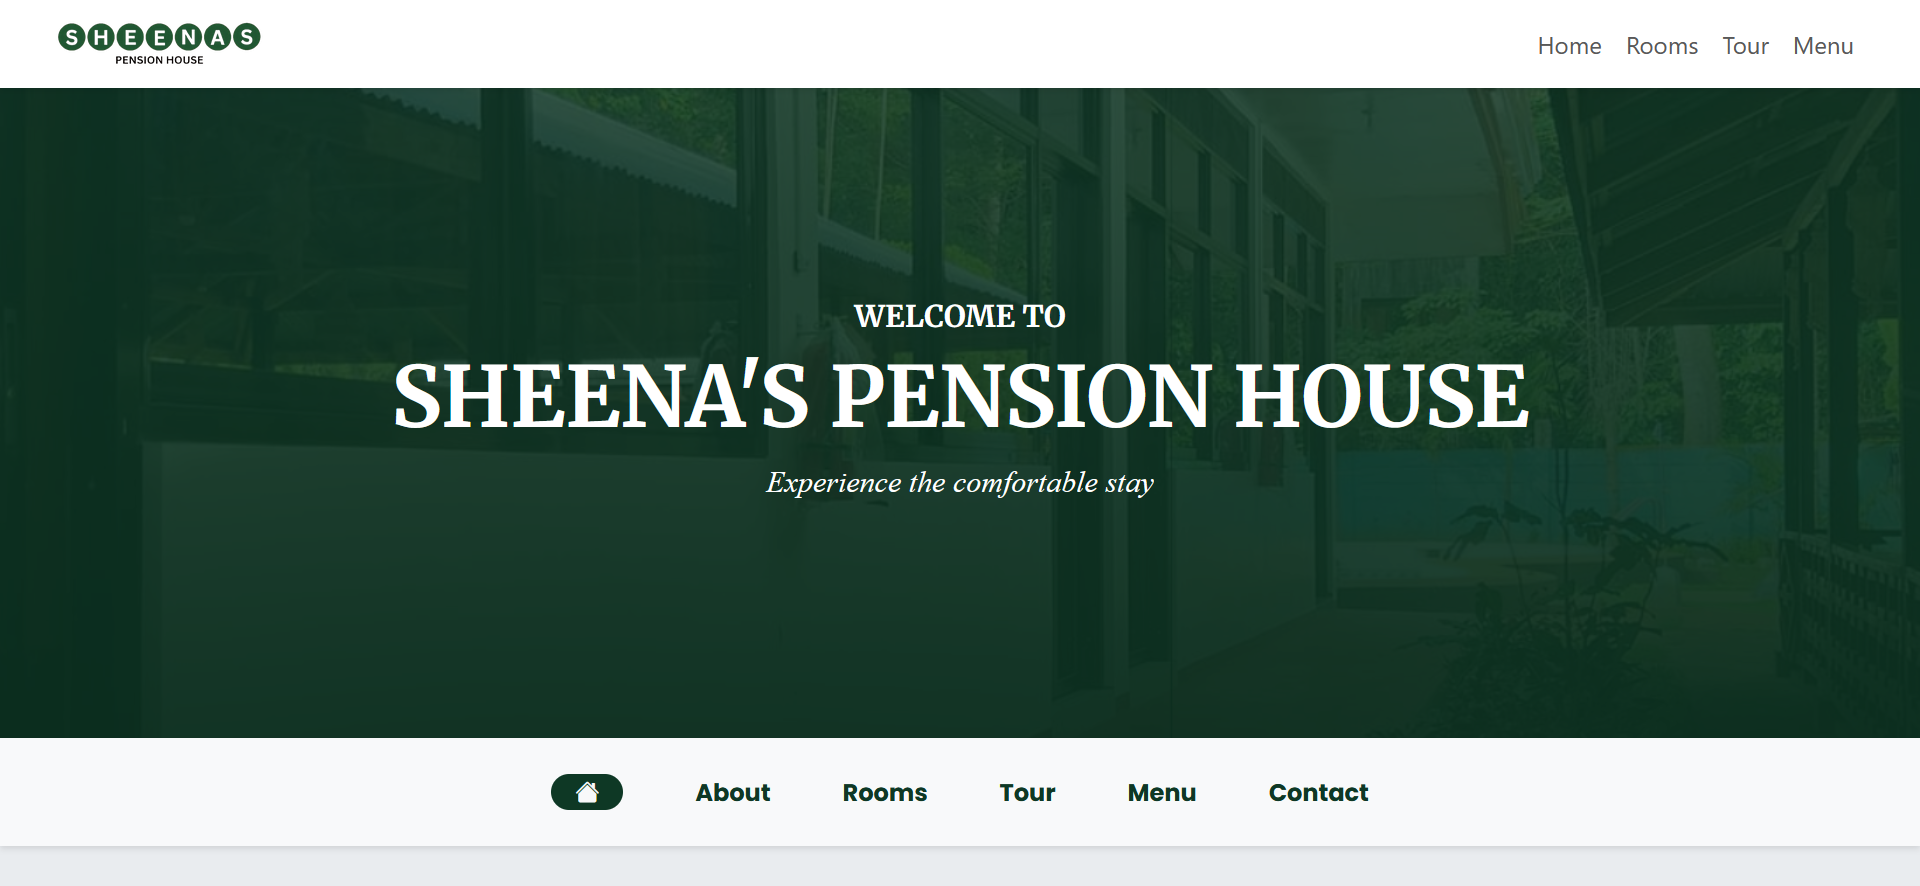 SHEENAS
PENSION HOUSE
Home Rooms Tour Menu
WELCOME TO
SHEENA'S PENSION HOUSE
Experience the comfortable stay
About Rooms Tour Menu Contact